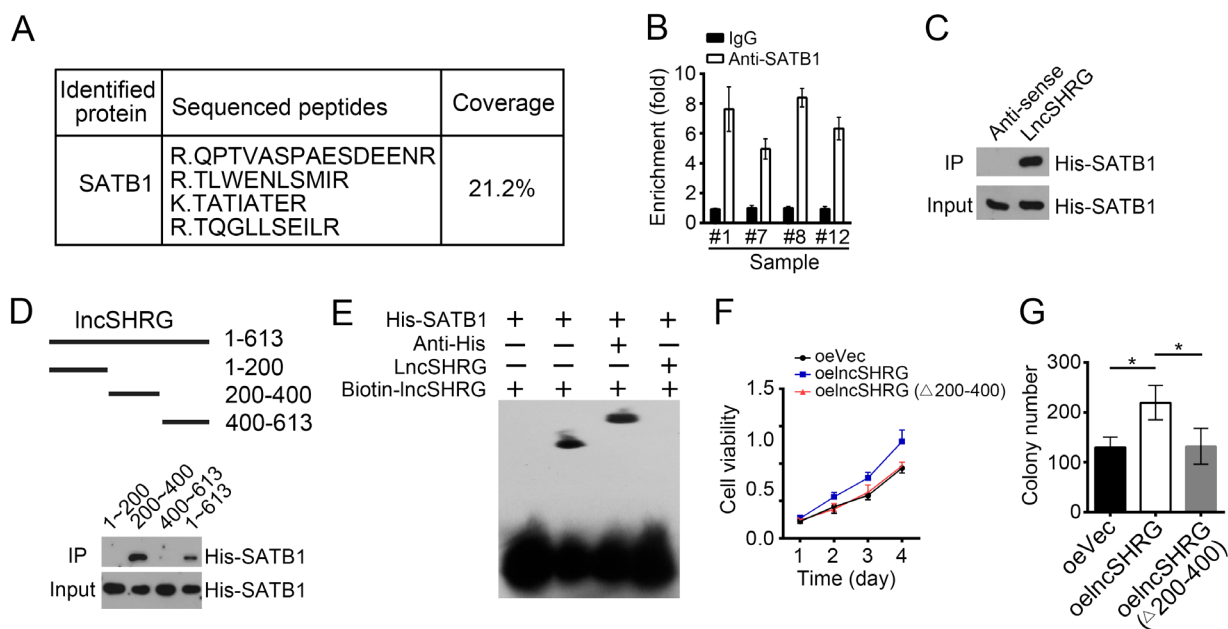 A
Identified protein
Sequenced peptides
Coverage
SATB1
R.QPTVASPAESDEENR
R.TLWENLSMIR
K.TATIATER
R.TQGLLSEILR
21.2%
B
IgG
Anti-SATB1
Enrichment (fold)
10
8
6
4
2
0
#1 #7 #8 #12
Sample
C
Anti-sense
LncSHRG
IP His-SATB1
Input His-SATB1
D
lncSHRG
1-613
1-200
200-400
400-613
1~200
200~400
400~613
1~613
IP His-SATB1
Input His-SATB1
E
His-SATB1 + + + +
Anti-His — — + —
LncSHRG — — — +
Biotin-lncSHRG + + + +
F
oeVec
oelncSHRG
oelncSHRG (△200-400)
Cell viability
1.5
1.0
0.5
0.0
1 2 3 4
Time (day)
G
* *
Colony number
300
200
100
0
oeVec
oelncSHRG
oelncSHRG
(△200-400)